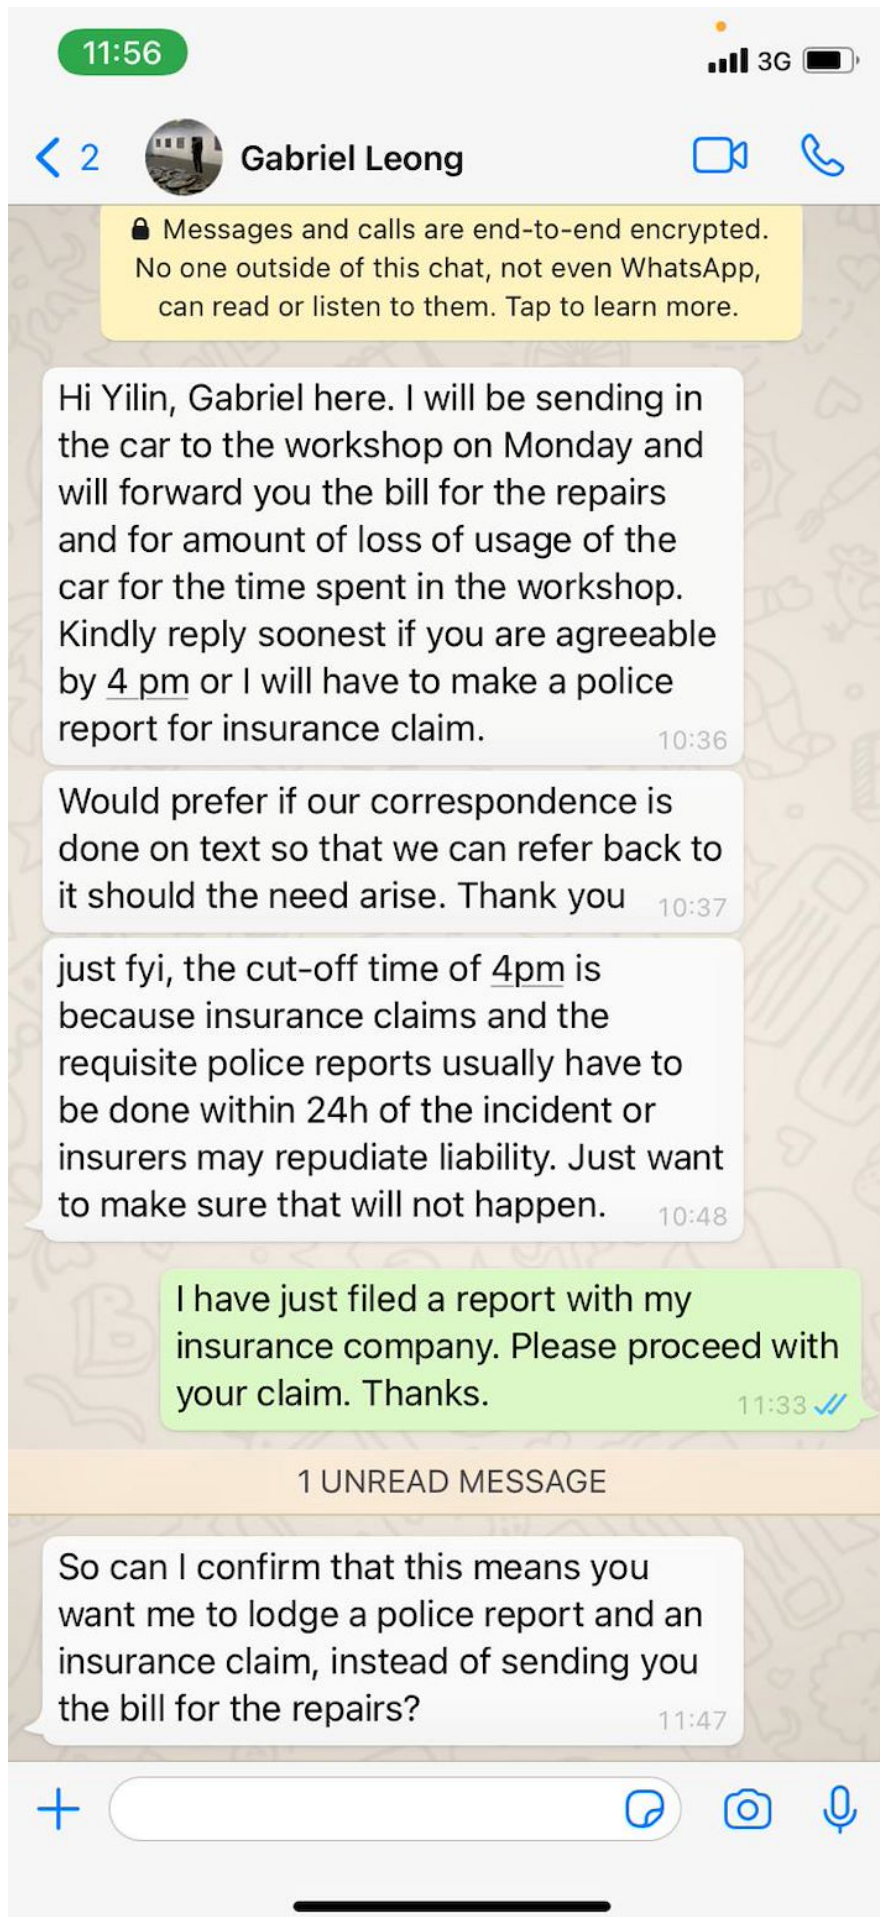 11:56
3G
2
Gabriel Leong
Messages and calls are end-to-end encrypted.
No one outside of this chat, not even WhatsApp,
can read or listen to them. Tap to learn more.
Hi Yilin, Gabriel here. I will be sending in
the car to the workshop on Monday and
will forward you the bill for the repairs
and for amount of loss of usage of the
car for the time spent in the workshop.
Kindly reply soonest if you are agreeable
by 4 pm or I will have to make a police
report for insurance claim.
10:36
Would prefer if our correspondence is
done on text so that we can refer back to
it should the need arise. Thank you
10:37
just fyi, the cut-off time of 4pm is
because insurance claims and the
requisite police reports usually have to
be done within 24h of the incident or
insurers may repudiate liability. Just want
to make sure that will not happen.
10:48
I have just filed a report with my
insurance company. Please proceed with
your claim. Thanks.
11:33
1 UNREAD MESSAGE
So can I confirm that this means you
want me to lodge a police report and an
insurance claim, instead of sending you
the bill for the repairs?
11:47